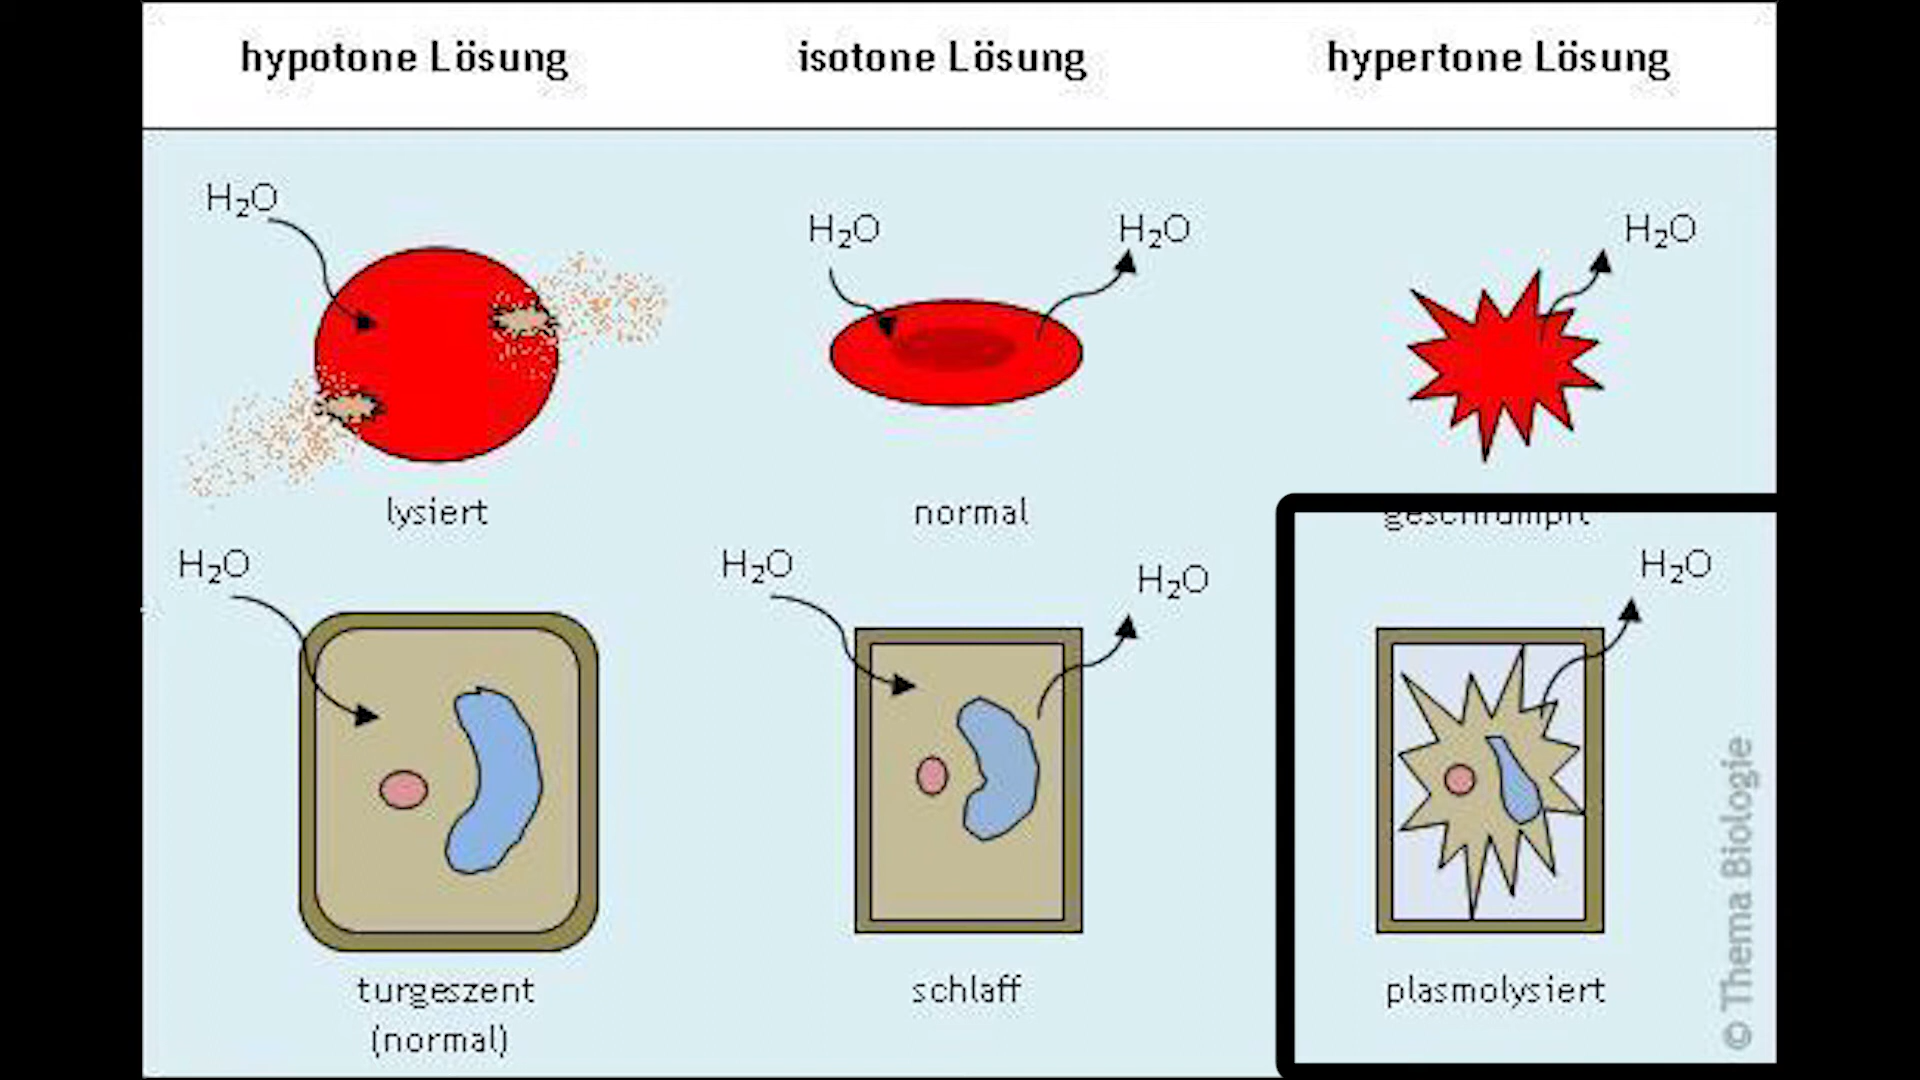 hypotone Lösung isotone Lösung hypertone Lösung
H₂O H₂O H₂O H₂O
lysiert normal geschrumpft
H₂O H₂O H₂O H₂O
turgeszent schlaff plasmolysiert
(normal)
© Thema Biologie